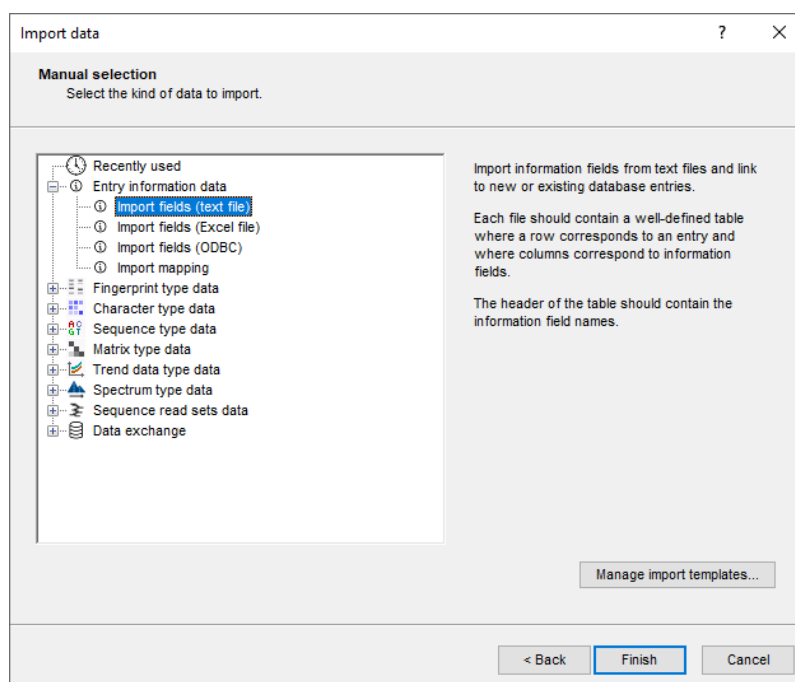 Import data
?
Manual selection
Select the kind of data to import.
Recently used
Entry information data
Import fields (text file)
Import fields (Excel file)
Import fields (ODBC)
Import mapping
Fingerprint type data
Character type data
Sequence type data
Matrix type data
Trend data type data
Spectrum type data
Sequence read sets data
Data exchange
Import information fields from text files and link
to new or existing database entries.
Each file should contain a well-defined table
where a row corresponds to an entry and
where columns correspond to information
fields.
The header of the table should contain the
information field names.
Manage import templates...
< Back
Finish
Cancel